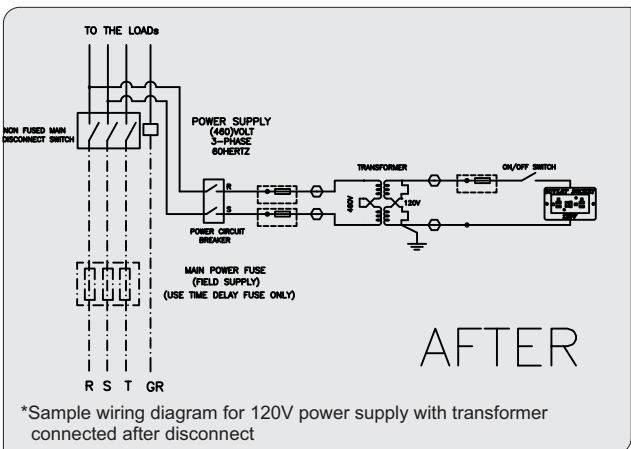 TO THE LOADs
NON FUSED MAIN
DISCONNECT SWITCH
POWER SUPPLY
(460)VOLT
3-PHASE
60HERTZ
R
S
POWER CIRCUIT
BREAKER
TRANSFORMER
460V
120V
ON/OFF SWITCH
OUTLET SOCKET
MAIN POWER FUSE
(FIELD SUPPLY)
(USE TIME DELAY FUSE ONLY)
R S T GR
AFTER
*Sample wiring diagram for 120V power supply with transformer
connected after disconnect